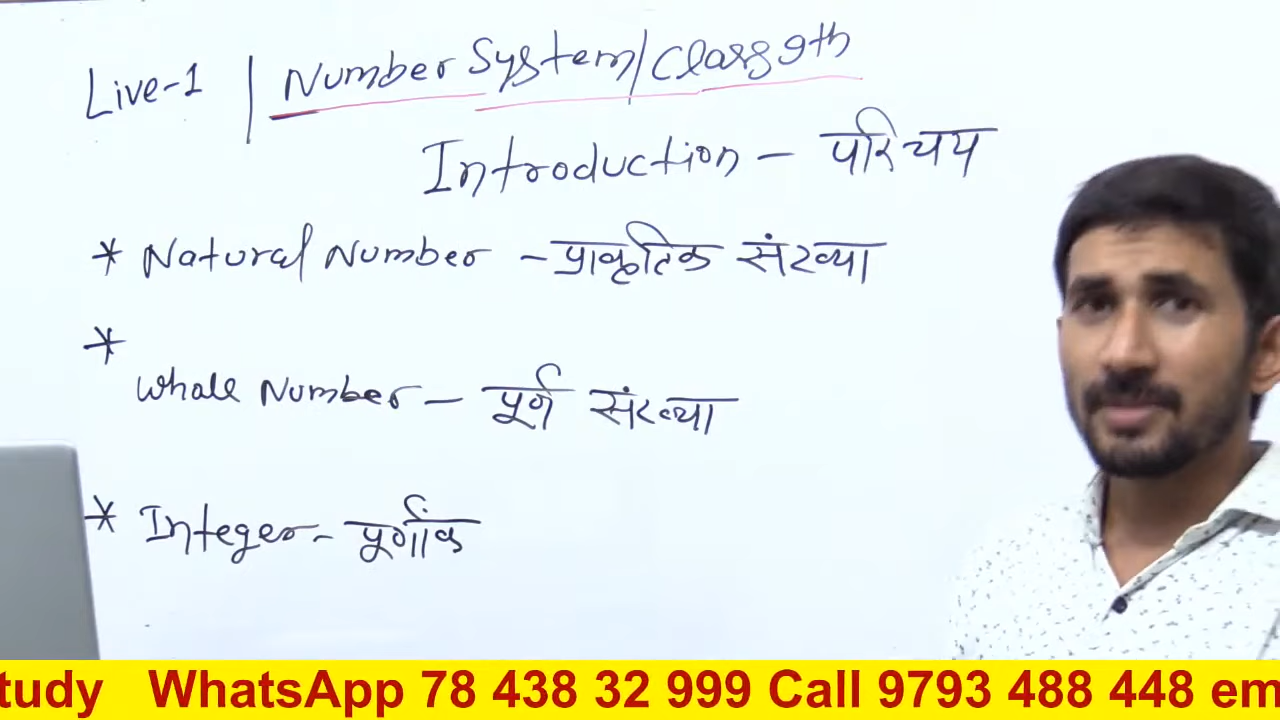 Live-1 | Number System/Class 9th
Introduction - परिचय
* Natural Number - प्राकृतिक संख्या
*
Whole Number - पूर्ण संख्या
* Integer - पूर्णांक
tudy WhatsApp 78 438 32 999 Call 9793 488 448 em